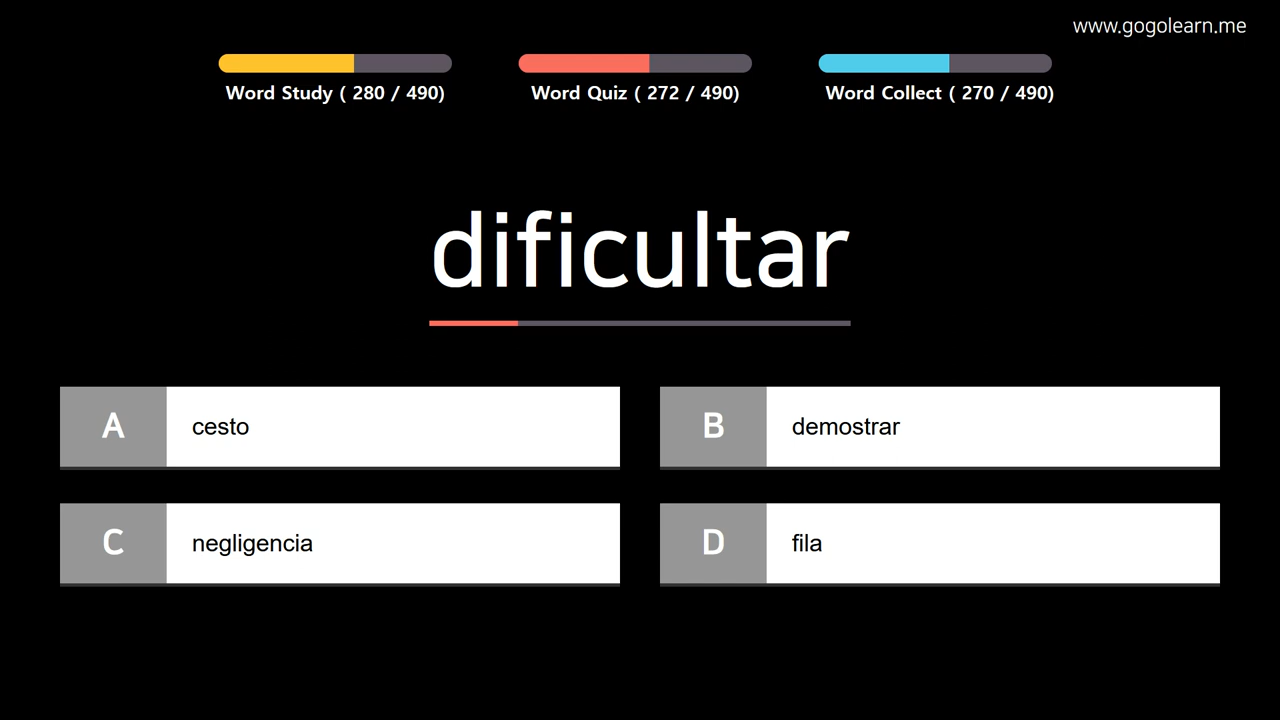 www.gogolearn.me
Word Study ( 280 / 490)
Word Quiz ( 272 / 490)
Word Collect ( 270 / 490)
dificultar
A
cesto
B
demostrar
C
negligencia
D
fila